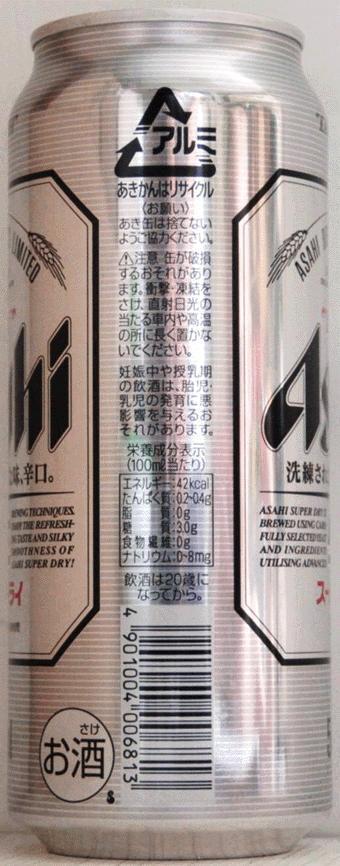 アルミ
あきかんはリサイクル
〈お願い〉
あき缶は捨てない
ようご協力ください。
⚠注意 缶が破損
するおそれがあり
ます。衝撃・凍結を
さけ、直射日光の
当たる車内や高温
の所に長く置かな
いでください。
妊娠中や授乳期
の飲酒は、胎児・
乳児の発育に悪
影響を与えるお
それがあります。
栄養成分表示
(100ml当たり)
エネルギー:42kcal
たんぱく質:0.2~0.4g
脂質:0g
糖質:3.0g
食物繊維:0g
ナトリウム:0~8mg
飲酒は20歳に
なってから。
4 901004 006813
さけ
お酒
LIMITED
hi
味、辛口。
TECHNIQUES.
THE REFRESH-
TASTE AND SILKY
SMOOTHNESS OF
ASAHI SUPER DRY!
ライ
ASAHI
As
洗練され
ASAHI SUPER DRY
BREWED USING
FULLY SELECTED
AND INGREDIENTS
UTILISING ADVANCED
ス